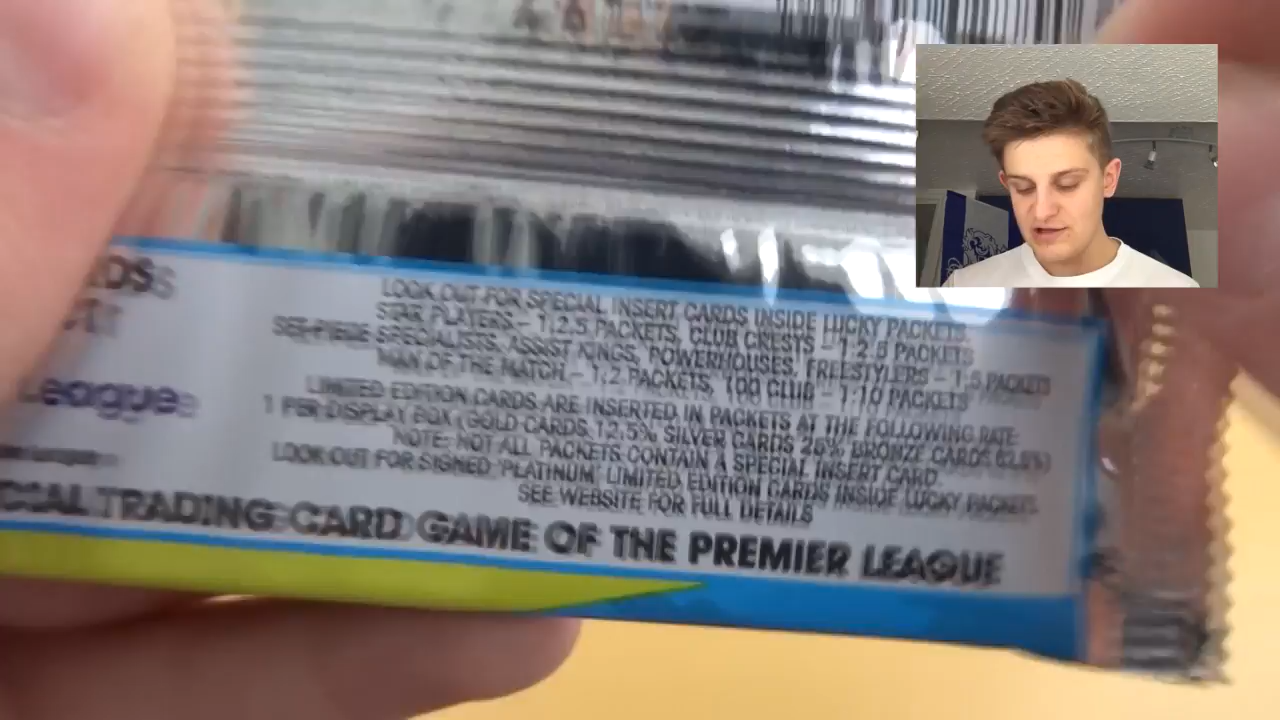 LOOK OUT FOR SPECIAL INSERT CARDS INSIDE LUCKY PACKETS.
STAR PLAYERS – 1:2.5 PACKETS, CLUB CRESTS – 1:2.5 PACKETS
SET-PIECE SPECIALISTS, ASSIST KINGS, POWERHOUSES, FREESTYLERS – 1:5 PACKETS
MAN OF THE MATCH – 1:2 PACKETS, 100 CLUB – 1:10 PACKETS
LIMITED EDITION CARDS ARE INSERTED IN PACKETS AT THE FOLLOWING RATE:
1 PER DISPLAY BOX (GOLD CARDS 12.5% SILVER CARDS 25% BRONZE CARDS 62.5%)
NOTE: NOT ALL PACKETS CONTAIN A SPECIAL INSERT CARD.
LOOK OUT FOR SIGNED 'PLATINUM' LIMITED EDITION CARDS INSIDE LUCKY PACKETS.
SEE WEBSITE FOR FULL DETAILS
League
TRADING CARD GAME OF THE PREMIER LEAGUE